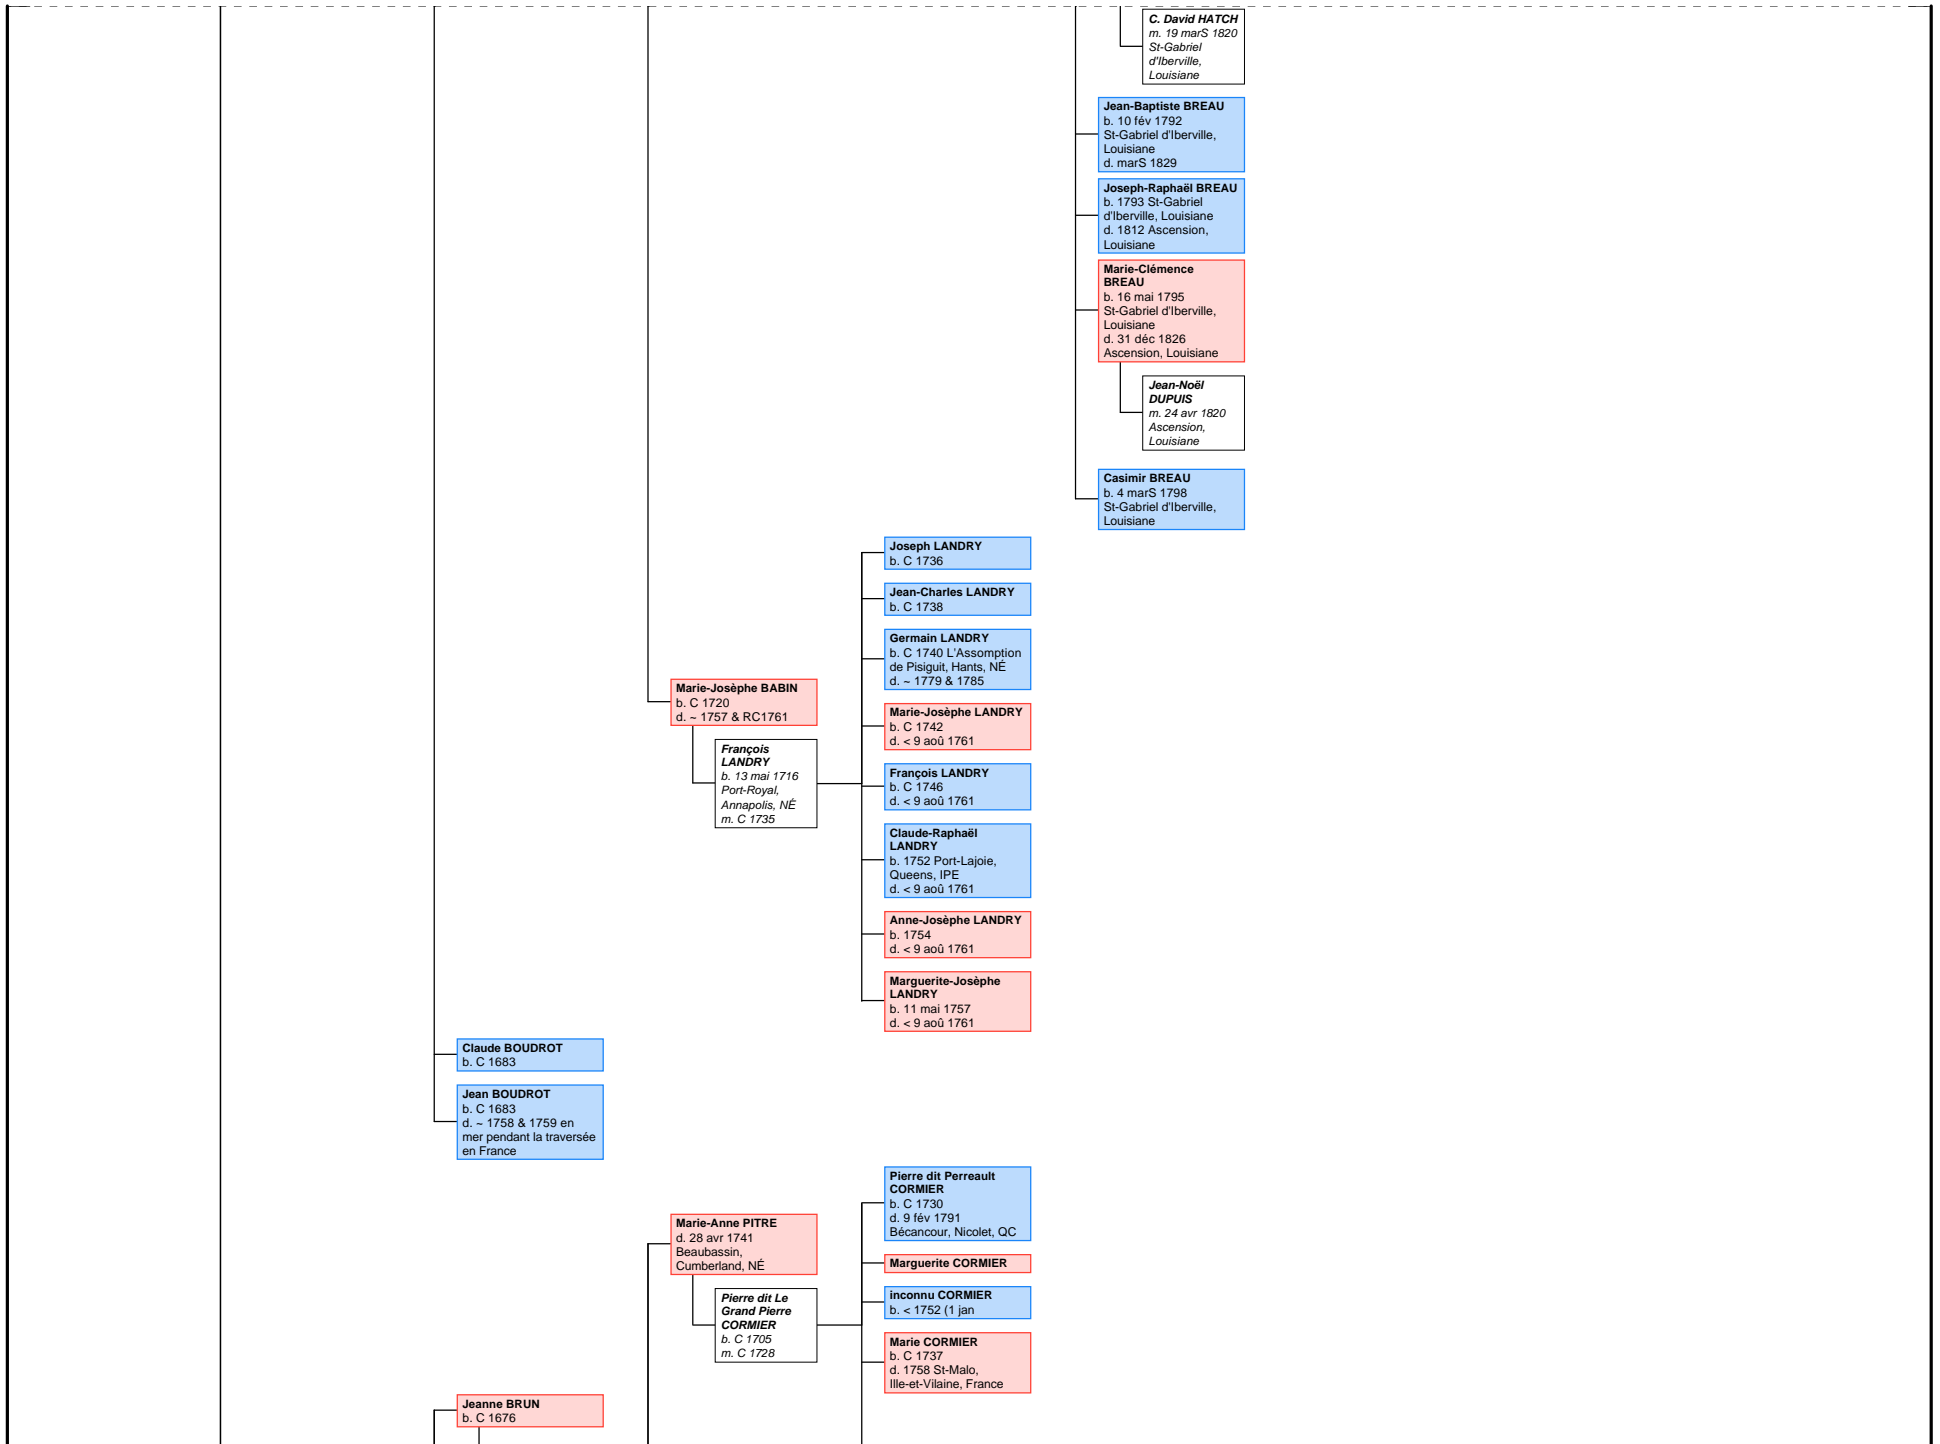 C. David HATCH
m. 19 marS 1820
St-Gabriel
d'Iberville,
Louisiane
Jean-Baptiste BREAU
b. 10 fév 1792
St-Gabriel d'Iberville,
Louisiane
d. marS 1829
Joseph-Raphaël BREAU
b. 1793 St-Gabriel
d'Iberville, Louisiane
d. 1812 Ascension,
Louisiane
Marie-Clémence
BREAU
b. 16 mai 1795
St-Gabriel d'Iberville,
Louisiane
d. 31 déc 1826
Ascension, Louisiane
Jean-Noël
DUPUIS
m. 24 avr 1820
Ascension,
Louisiane
Casimir BREAU
b. 4 marS 1798
St-Gabriel d'Iberville,
Louisiane
Joseph LANDRY
b. C 1736
Jean-Charles LANDRY
b. C 1738
Germain LANDRY
b. C 1740 L'Assomption
de Pisiguit, Hants, NÉ
d. ~ 1779 & 1785
Marie-Josèphe BABIN
b. C 1720
d. ~ 1757 & RC1761
Marie-Josèphe LANDRY
b. C 1742
d. < 9 aoû 1761
François
LANDRY
b. 13 mai 1716
Port-Royal,
Annapolis, NÉ
m. C 1735
François LANDRY
b. C 1746
d. < 9 aoû 1761
Claude-Raphaël
LANDRY
b. 1752 Port-Lajoie,
Queens, IPE
d. < 9 aoû 1761
Anne-Josèphe LANDRY
b. 1754
d. < 9 aoû 1761
Marguerite-Josèphe
LANDRY
b. 11 mai 1757
d. < 9 aoû 1761
Claude BOUDROT
b. C 1683
Jean BOUDROT
b. C 1683
d. ~ 1758 & 1759 en
mer pendant la traversée
en France
Pierre dit Perreault
CORMIER
b. C 1730
d. 9 fév 1791
Bécancour, Nicolet, QC
Marie-Anne PITRE
d. 28 avr 1741
Beaubassin,
Cumberland, NÉ
Marguerite CORMIER
Pierre dit Le
Grand Pierre
CORMIER
b. C 1705
m. C 1728
inconnu CORMIER
b. < 1752 (1 jan
Marie CORMIER
b. C 1737
d. 1758 St-Malo,
Ille-et-Vilaine, France
Jeanne BRUN
b. C 1676